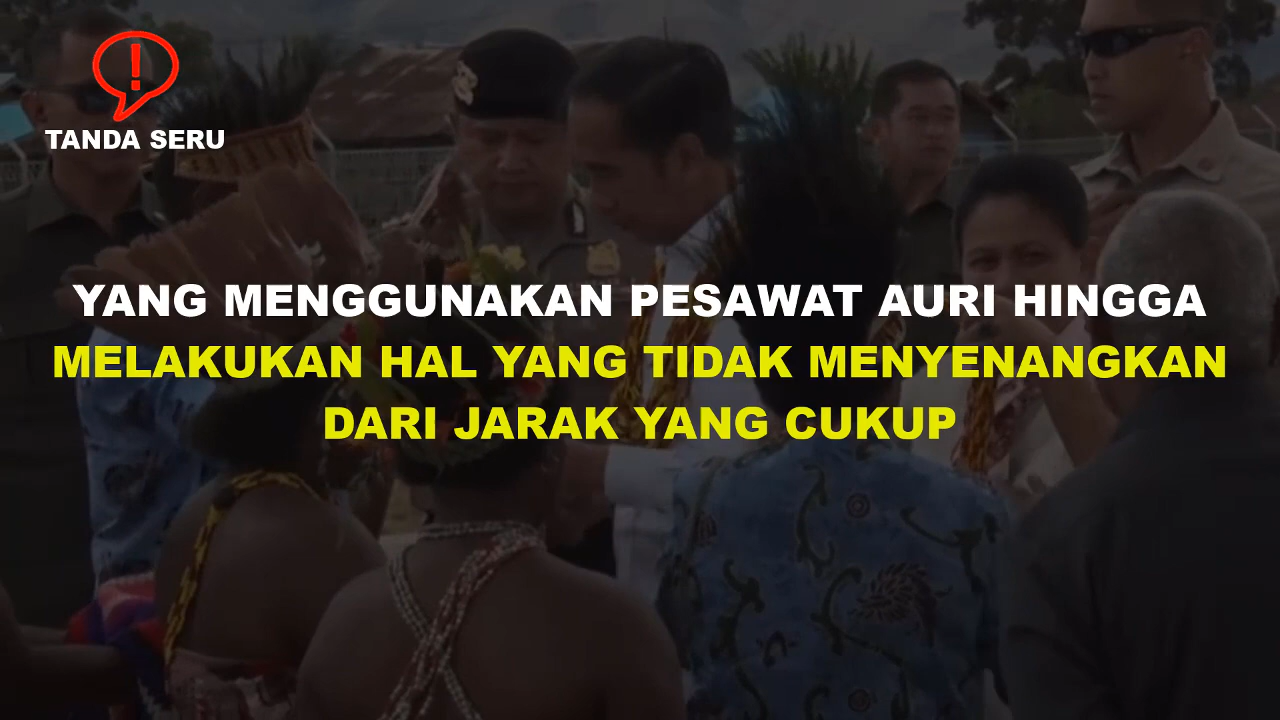 !
TANDA SERU
YANG MENGGUNAKAN PESAWAT AURI HINGGA
MELAKUKAN HAL YANG TIDAK MENYENANGKAN
DARI JARAK YANG CUKUP